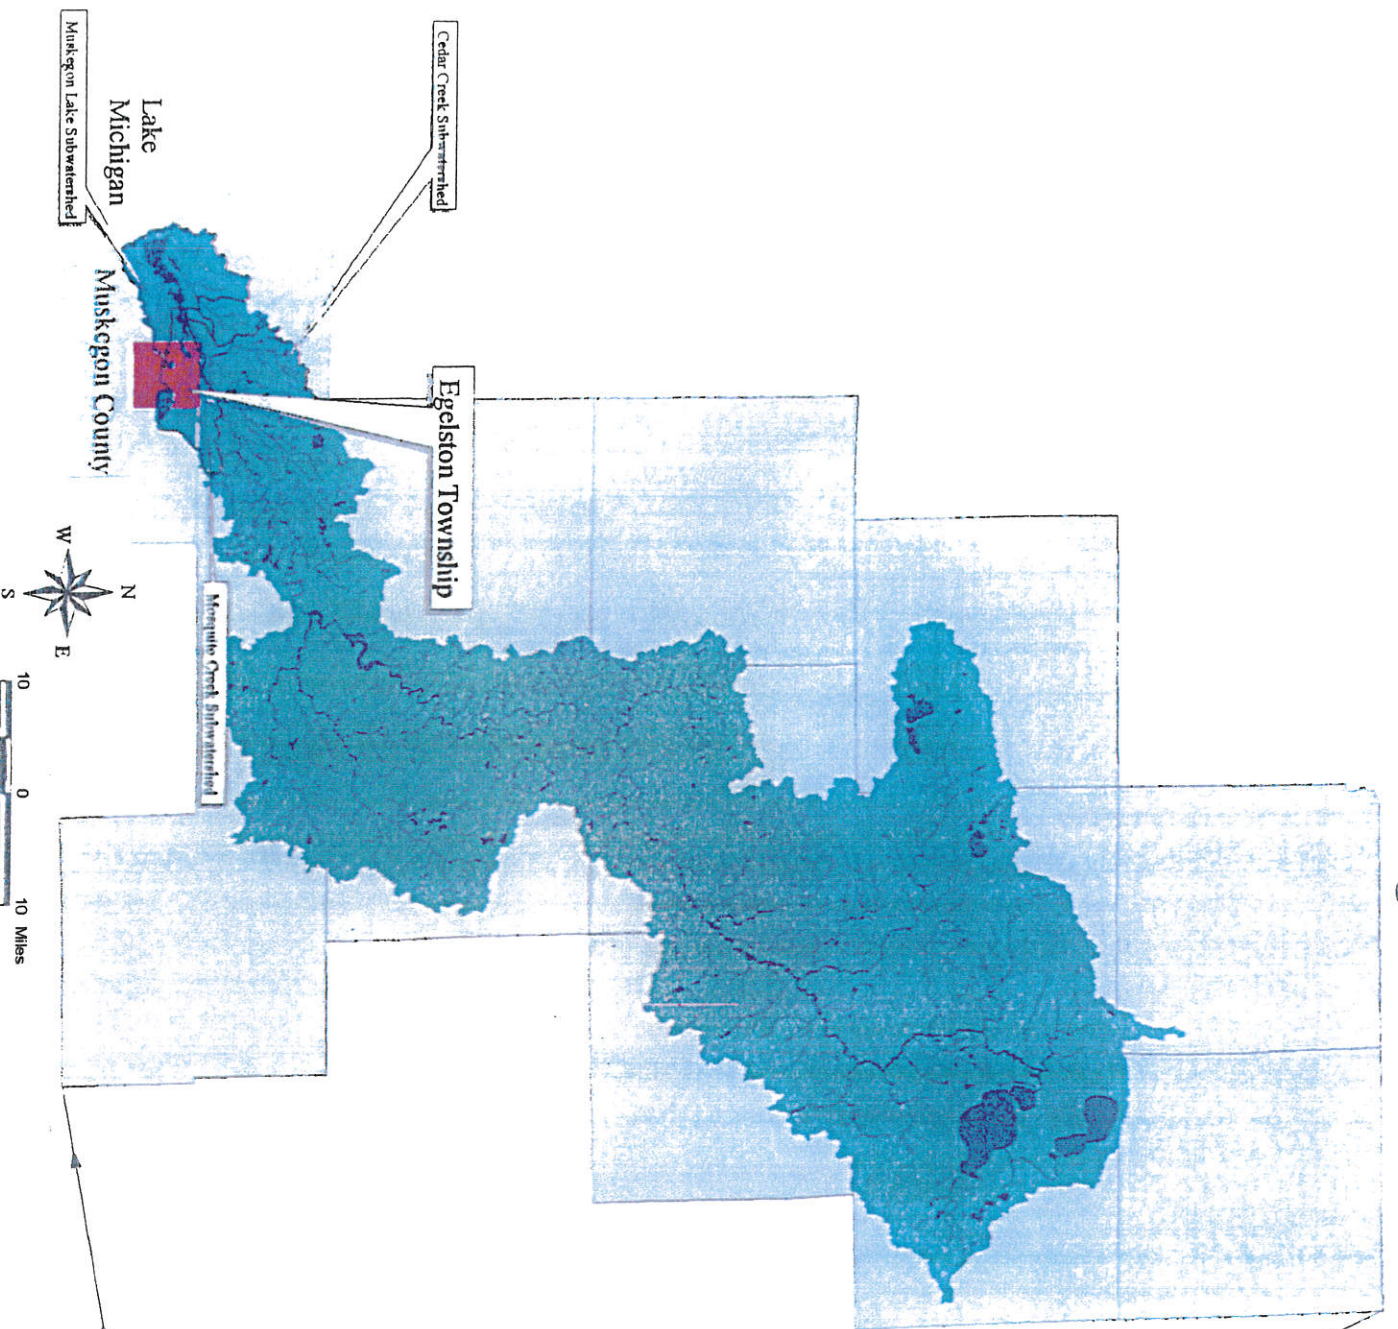 Cedar Creek Subwatershed
Muskegon Lake Subwatershed
Lake
Michigan
Muskegon County
Egelston Township
Mosquito Creek Subwatershed
N
W
E
S
10 0 10 Miles